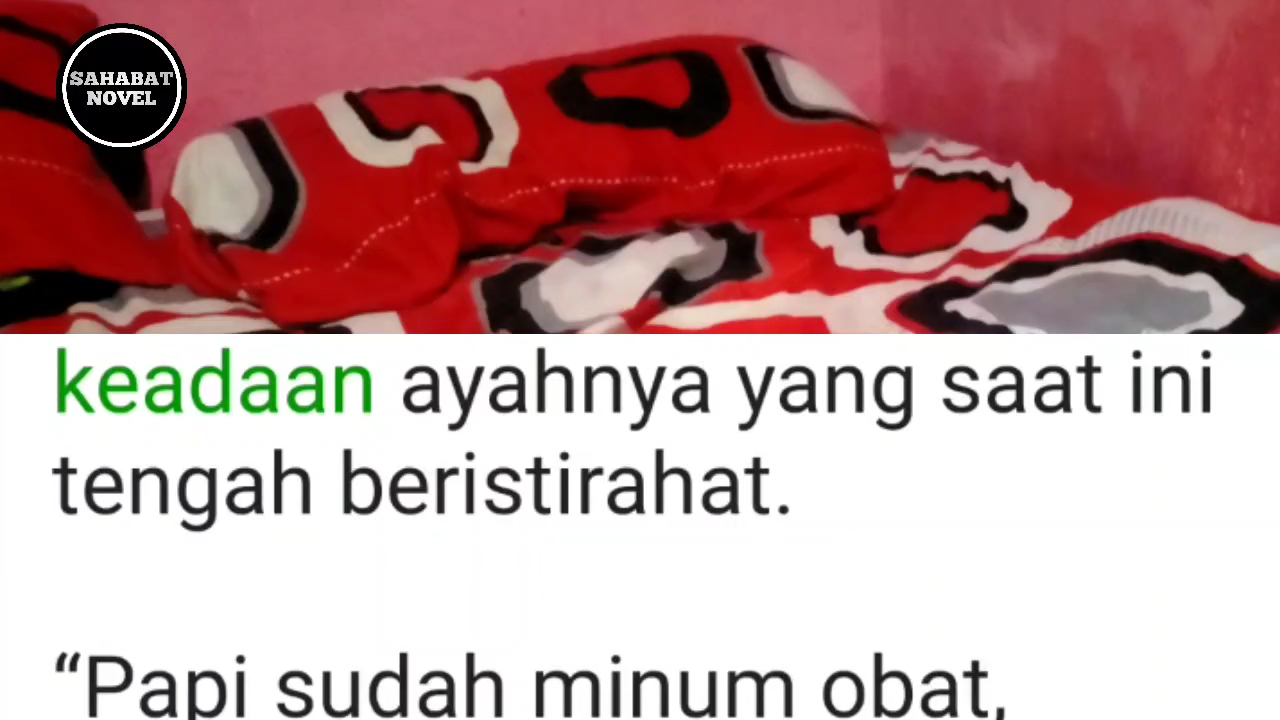 SAHABAT
NOVEL
keadaan ayahnya yang saat ini
tengah beristirahat.
“Papi sudah minum obat,